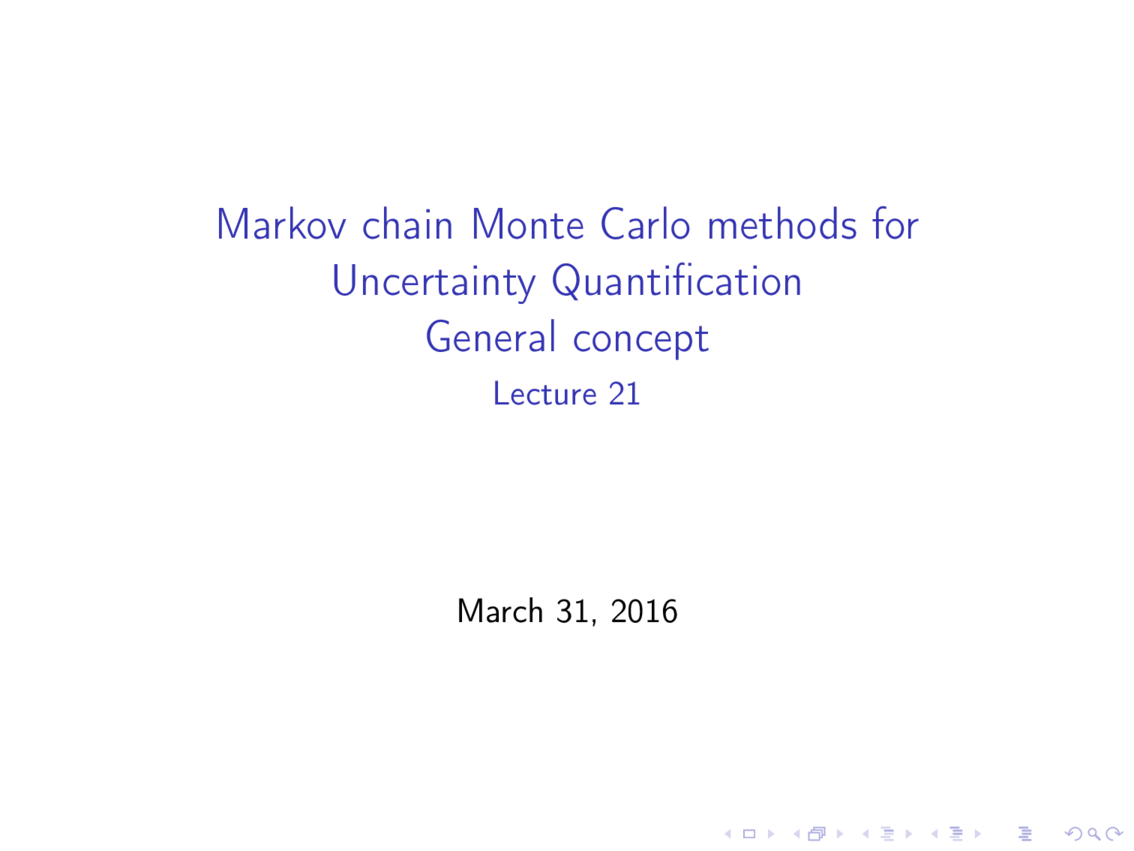 Markov chain Monte Carlo methods for
Uncertainty Quantification
General concept
Lecture 21
March 31, 2016